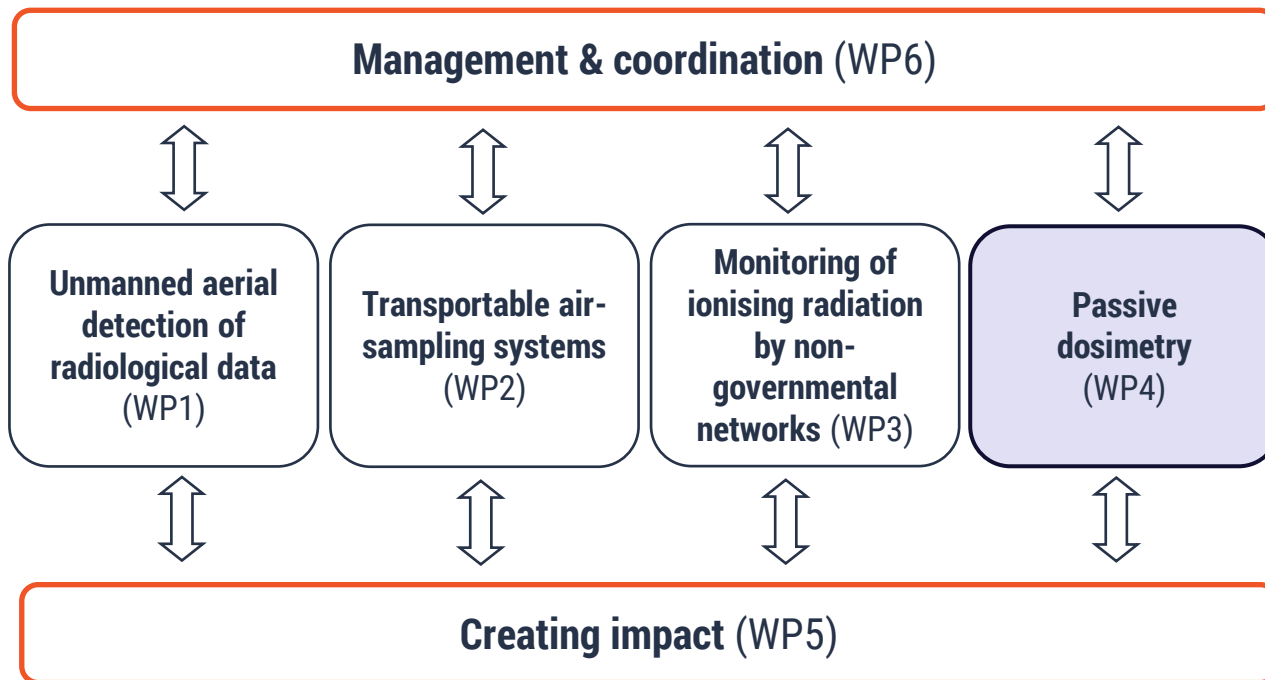 Management & coordination (WP6)
Unmanned aerial
detection of
radiological data
(WP1)
Transportable air-
sampling systems
(WP2)
Monitoring of
ionising radiation
by non-
governmental
networks (WP3)
Passive
dosimetry
(WP4)
Creating impact (WP5)